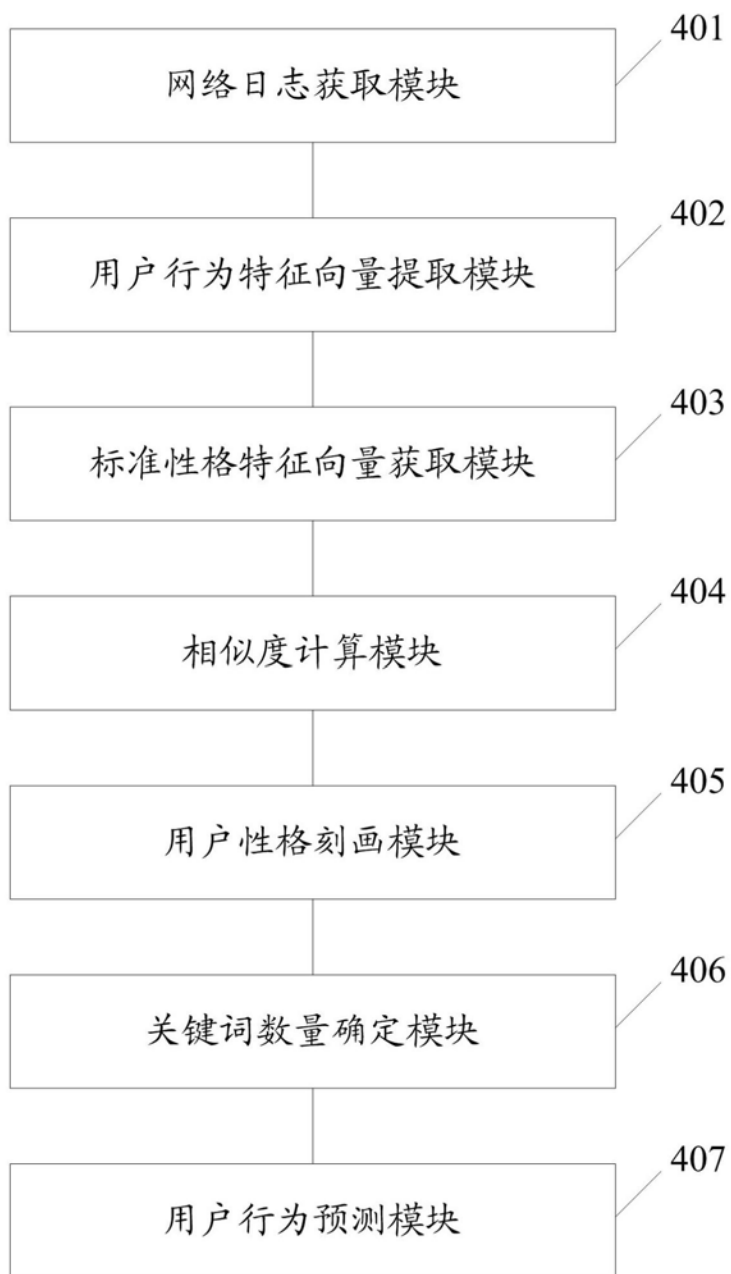 401
网络日志获取模块
402
用户行为特征向量提取模块
403
标准性格特征向量获取模块
404
相似度计算模块
405
用户性格刻画模块
406
关键词数量确定模块
407
用户行为预测模块